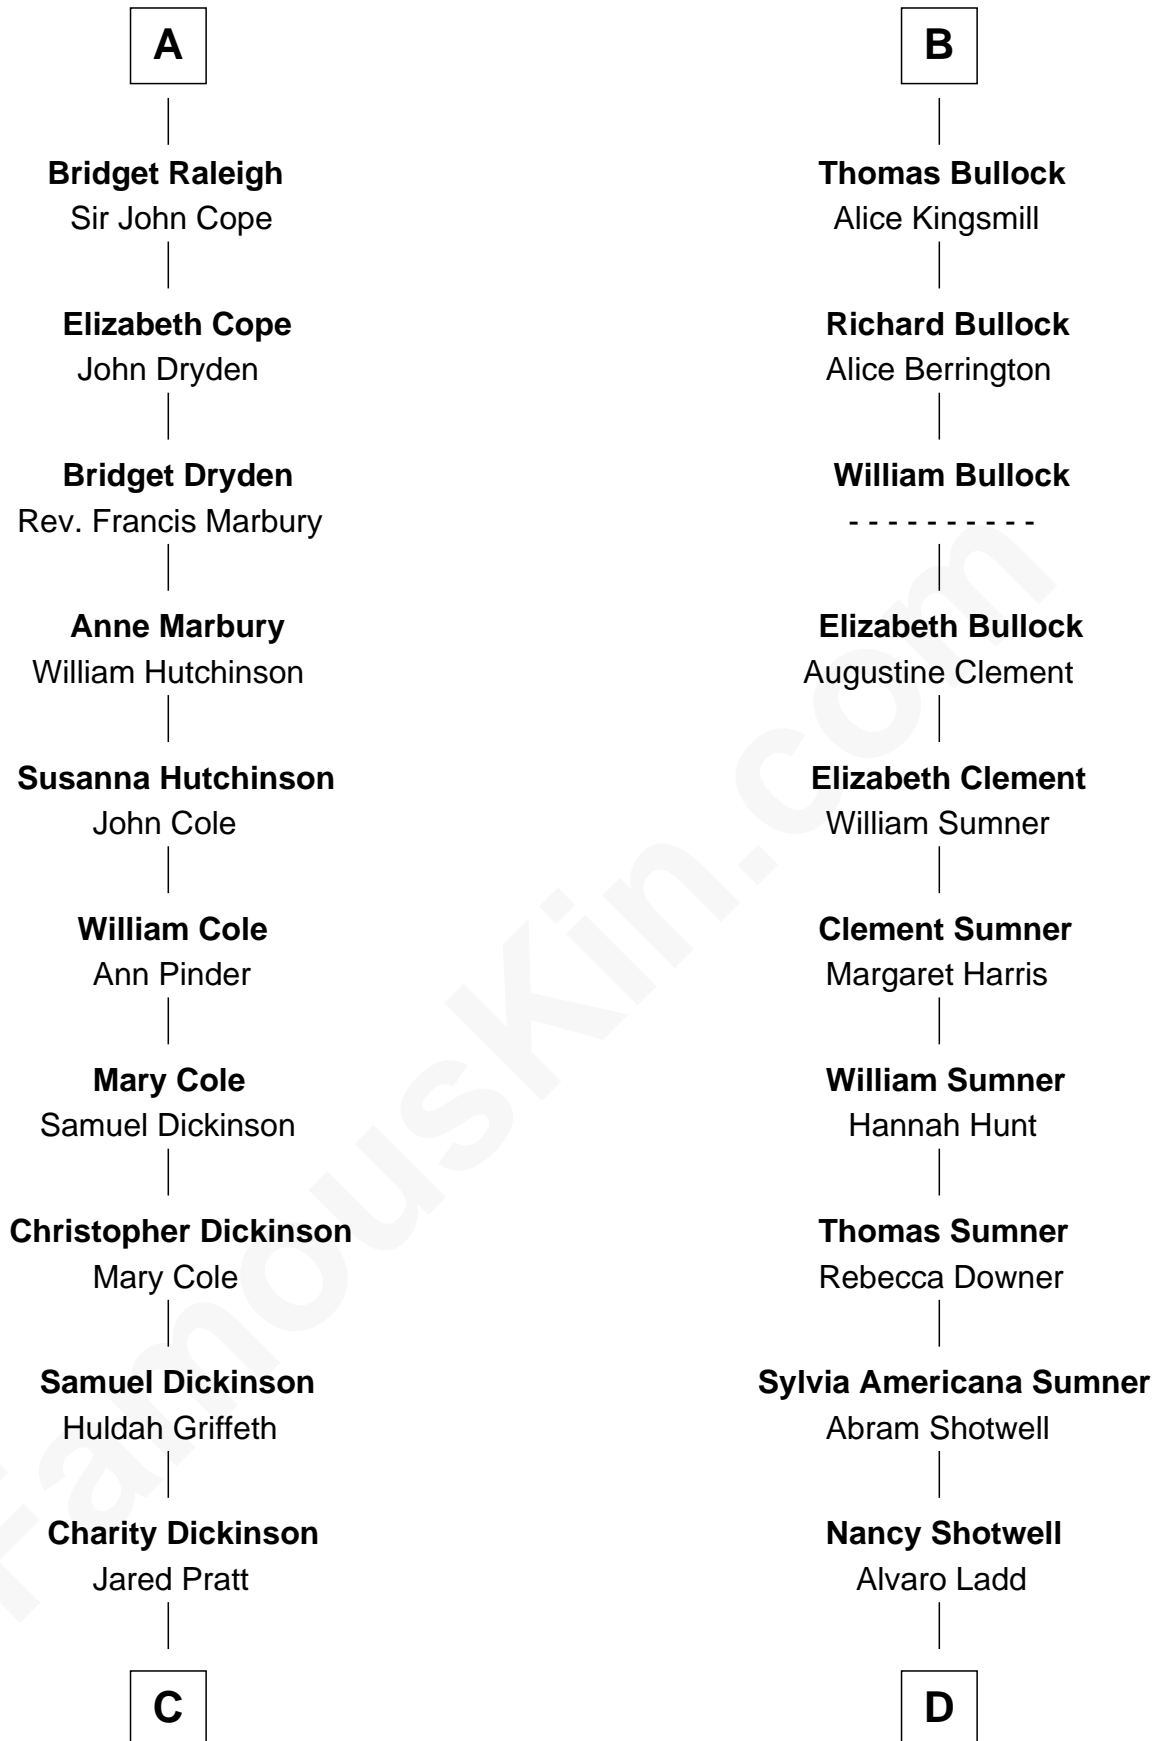 A
Bridget Raleigh
Sir John Cope
Elizabeth Cope
John Dryden
Bridget Dryden
Rev. Francis Marbury
Anne Marbury
William Hutchinson
Susanna Hutchinson
John Cole
William Cole
Ann Pinder
Mary Cole
Samuel Dickinson
Christopher Dickinson
Mary Cole
Samuel Dickinson
Huldah Griffeth
Charity Dickinson
Jared Pratt
C
B
Thomas Bullock
Alice Kingsmill
Richard Bullock
Alice Berrington
William Bullock
- - - - - - - - - -
Elizabeth Bullock
Augustine Clement
Elizabeth Clement
William Sumner
Clement Sumner
Margaret Harris
William Sumner
Hannah Hunt
Thomas Sumner
Rebecca Downer
Sylvia Americana Sumner
Abram Shotwell
Nancy Shotwell
Alvaro Ladd
D
FamousKin.com